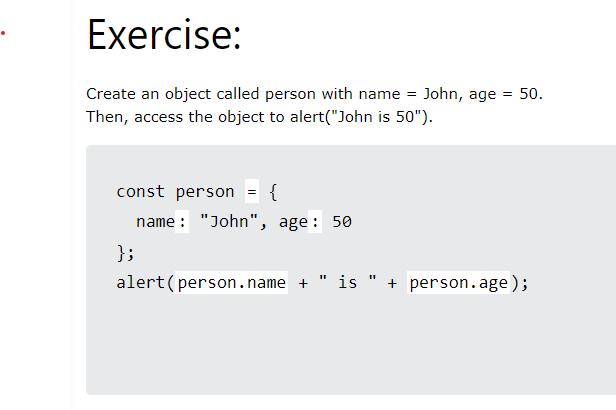 Exercise:
Create an object called person with name = John, age = 50.
Then, access the object to alert("John is 50").
const person = {
  name: "John", age: 50
};
alert(person.name + " is " + person.age);